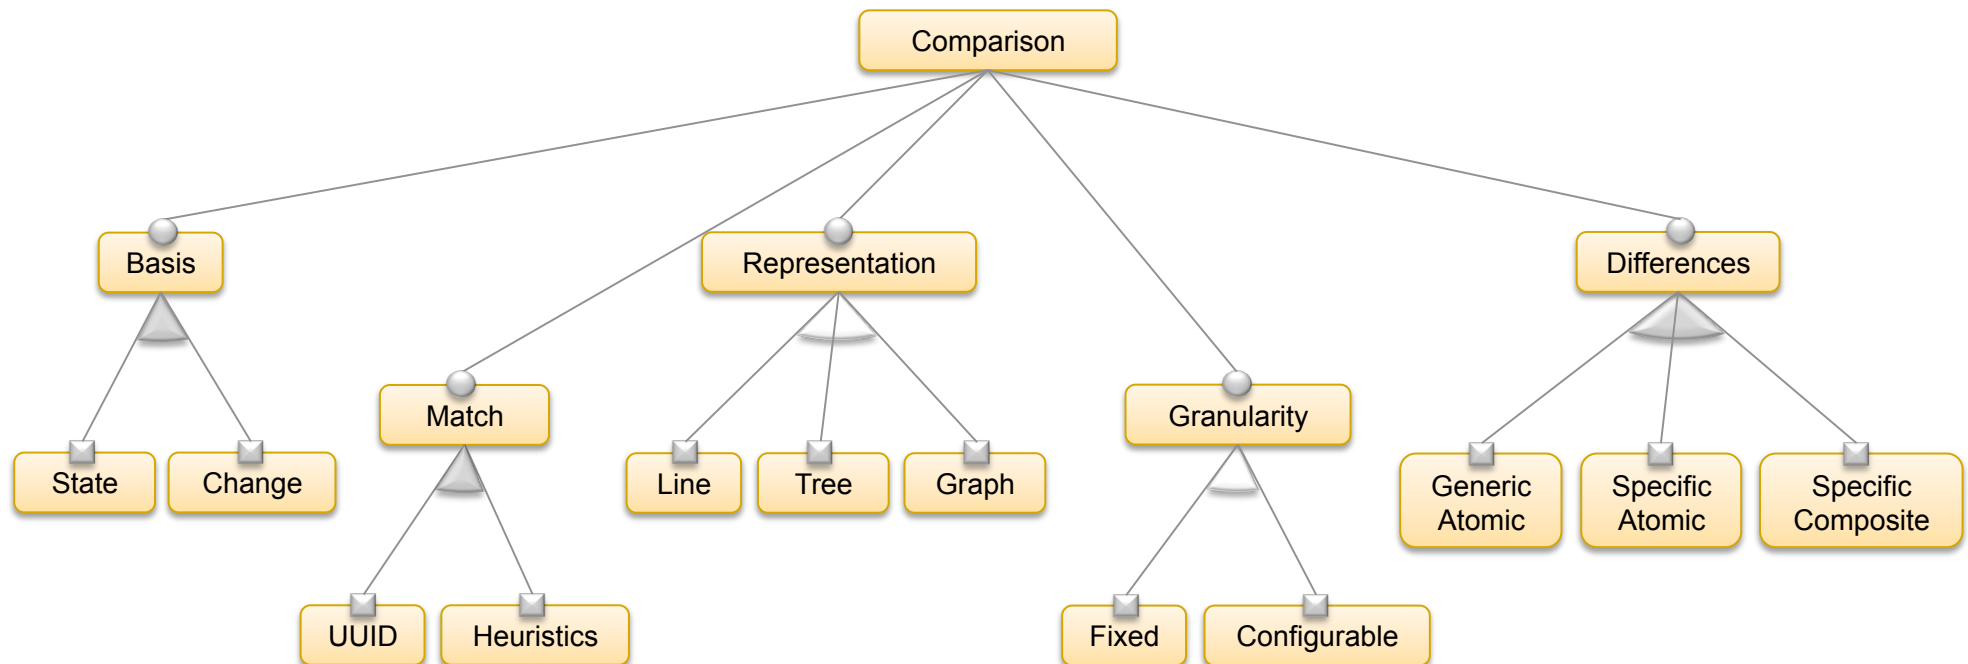 Comparison
Basis
Representation
Differences
Match
Granularity
State
Change
Line
Tree
Graph
Generic
Atomic
Specific
Atomic
Specific
Composite
UUID
Heuristics
Fixed
Configurable